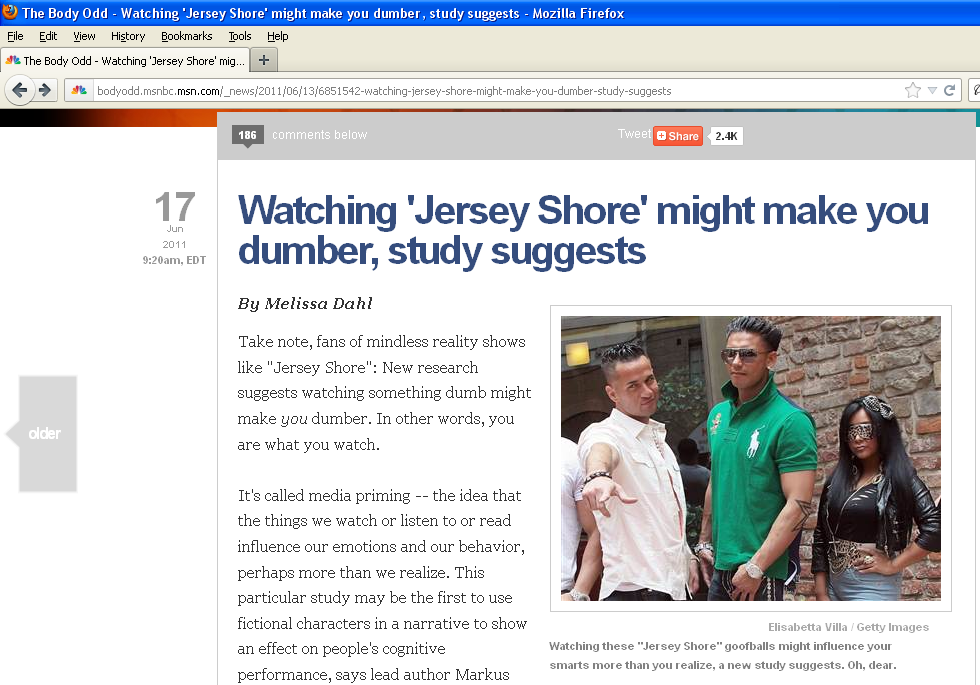 The Body Odd - Watching 'Jersey Shore' might make you dumber, study suggests - Mozilla Firefox
File Edit View History Bookmarks Tools Help
The Body Odd - Watching 'Jersey Shore' mig...
bodyodd.msnbc.msn.com/_news/2011/06/13/6851542-watching-jersey-shore-might-make-you-dumber-study-suggests
186 comments below Tweet Share 2.4K
17
Jun
2011
9:20am, EDT
Watching 'Jersey Shore' might make you
dumber, study suggests
By Melissa Dahl
Take note, fans of mindless reality shows
like "Jersey Shore": New research
suggests watching something dumb might
make you dumber. In other words, you
are what you watch.
older
It's called media priming -- the idea that
the things we watch or listen to or read
influence our emotions and our behavior,
perhaps more than we realize. This
particular study may be the first to use
fictional characters in a narrative to show
an effect on people's cognitive
performance, says lead author Markus
Elisabetta Villa / Getty Images
Watching these "Jersey Shore" goofballs might influence your
smarts more than you realize, a new study suggests. Oh, dear.